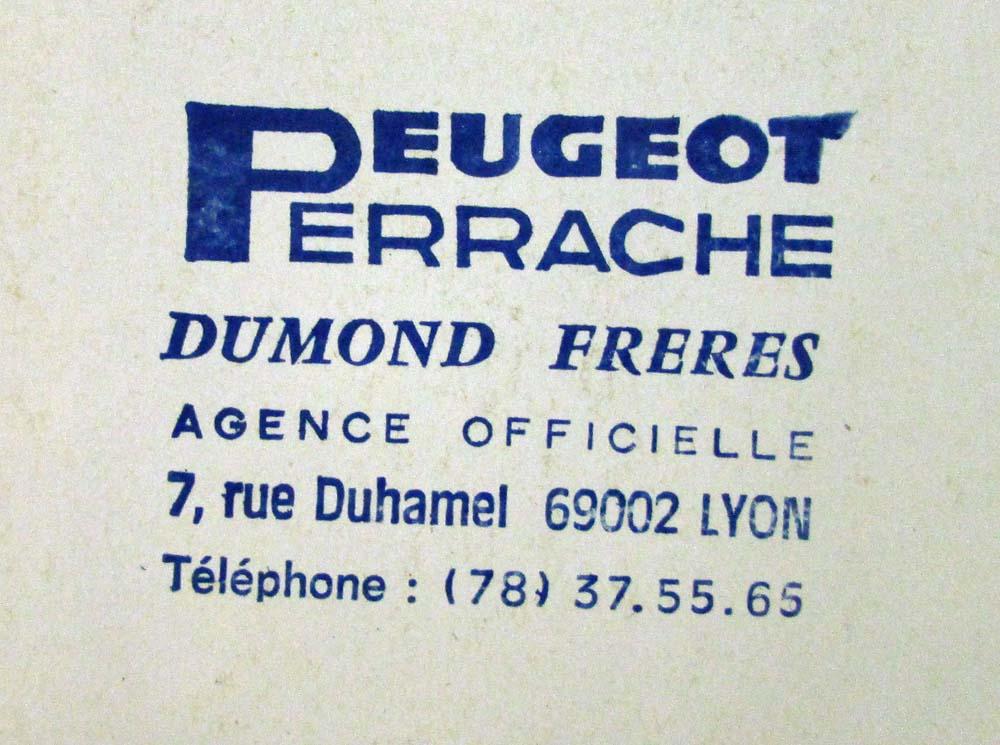 PEUGEOT
PERRACHE
DUMOND FRERES
AGENCE OFFICIELLE
7, rue Duhamel 69002 LYON
Téléphone : (78) 37.55.65